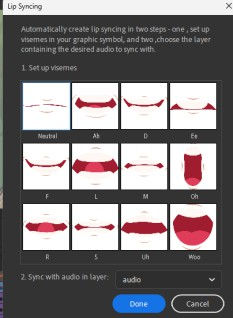 Lip Syncing
Automatically create lip syncing in two steps - one , set up
visemes in your graphic symbol, and two ,choose the layer
containing the desired audio to sync with.
1. Set up visemes
Neutral Ah D Ee
F L M Oh
R S Uh Woo
2. Sync with audio in layer: audio
Done Cancel